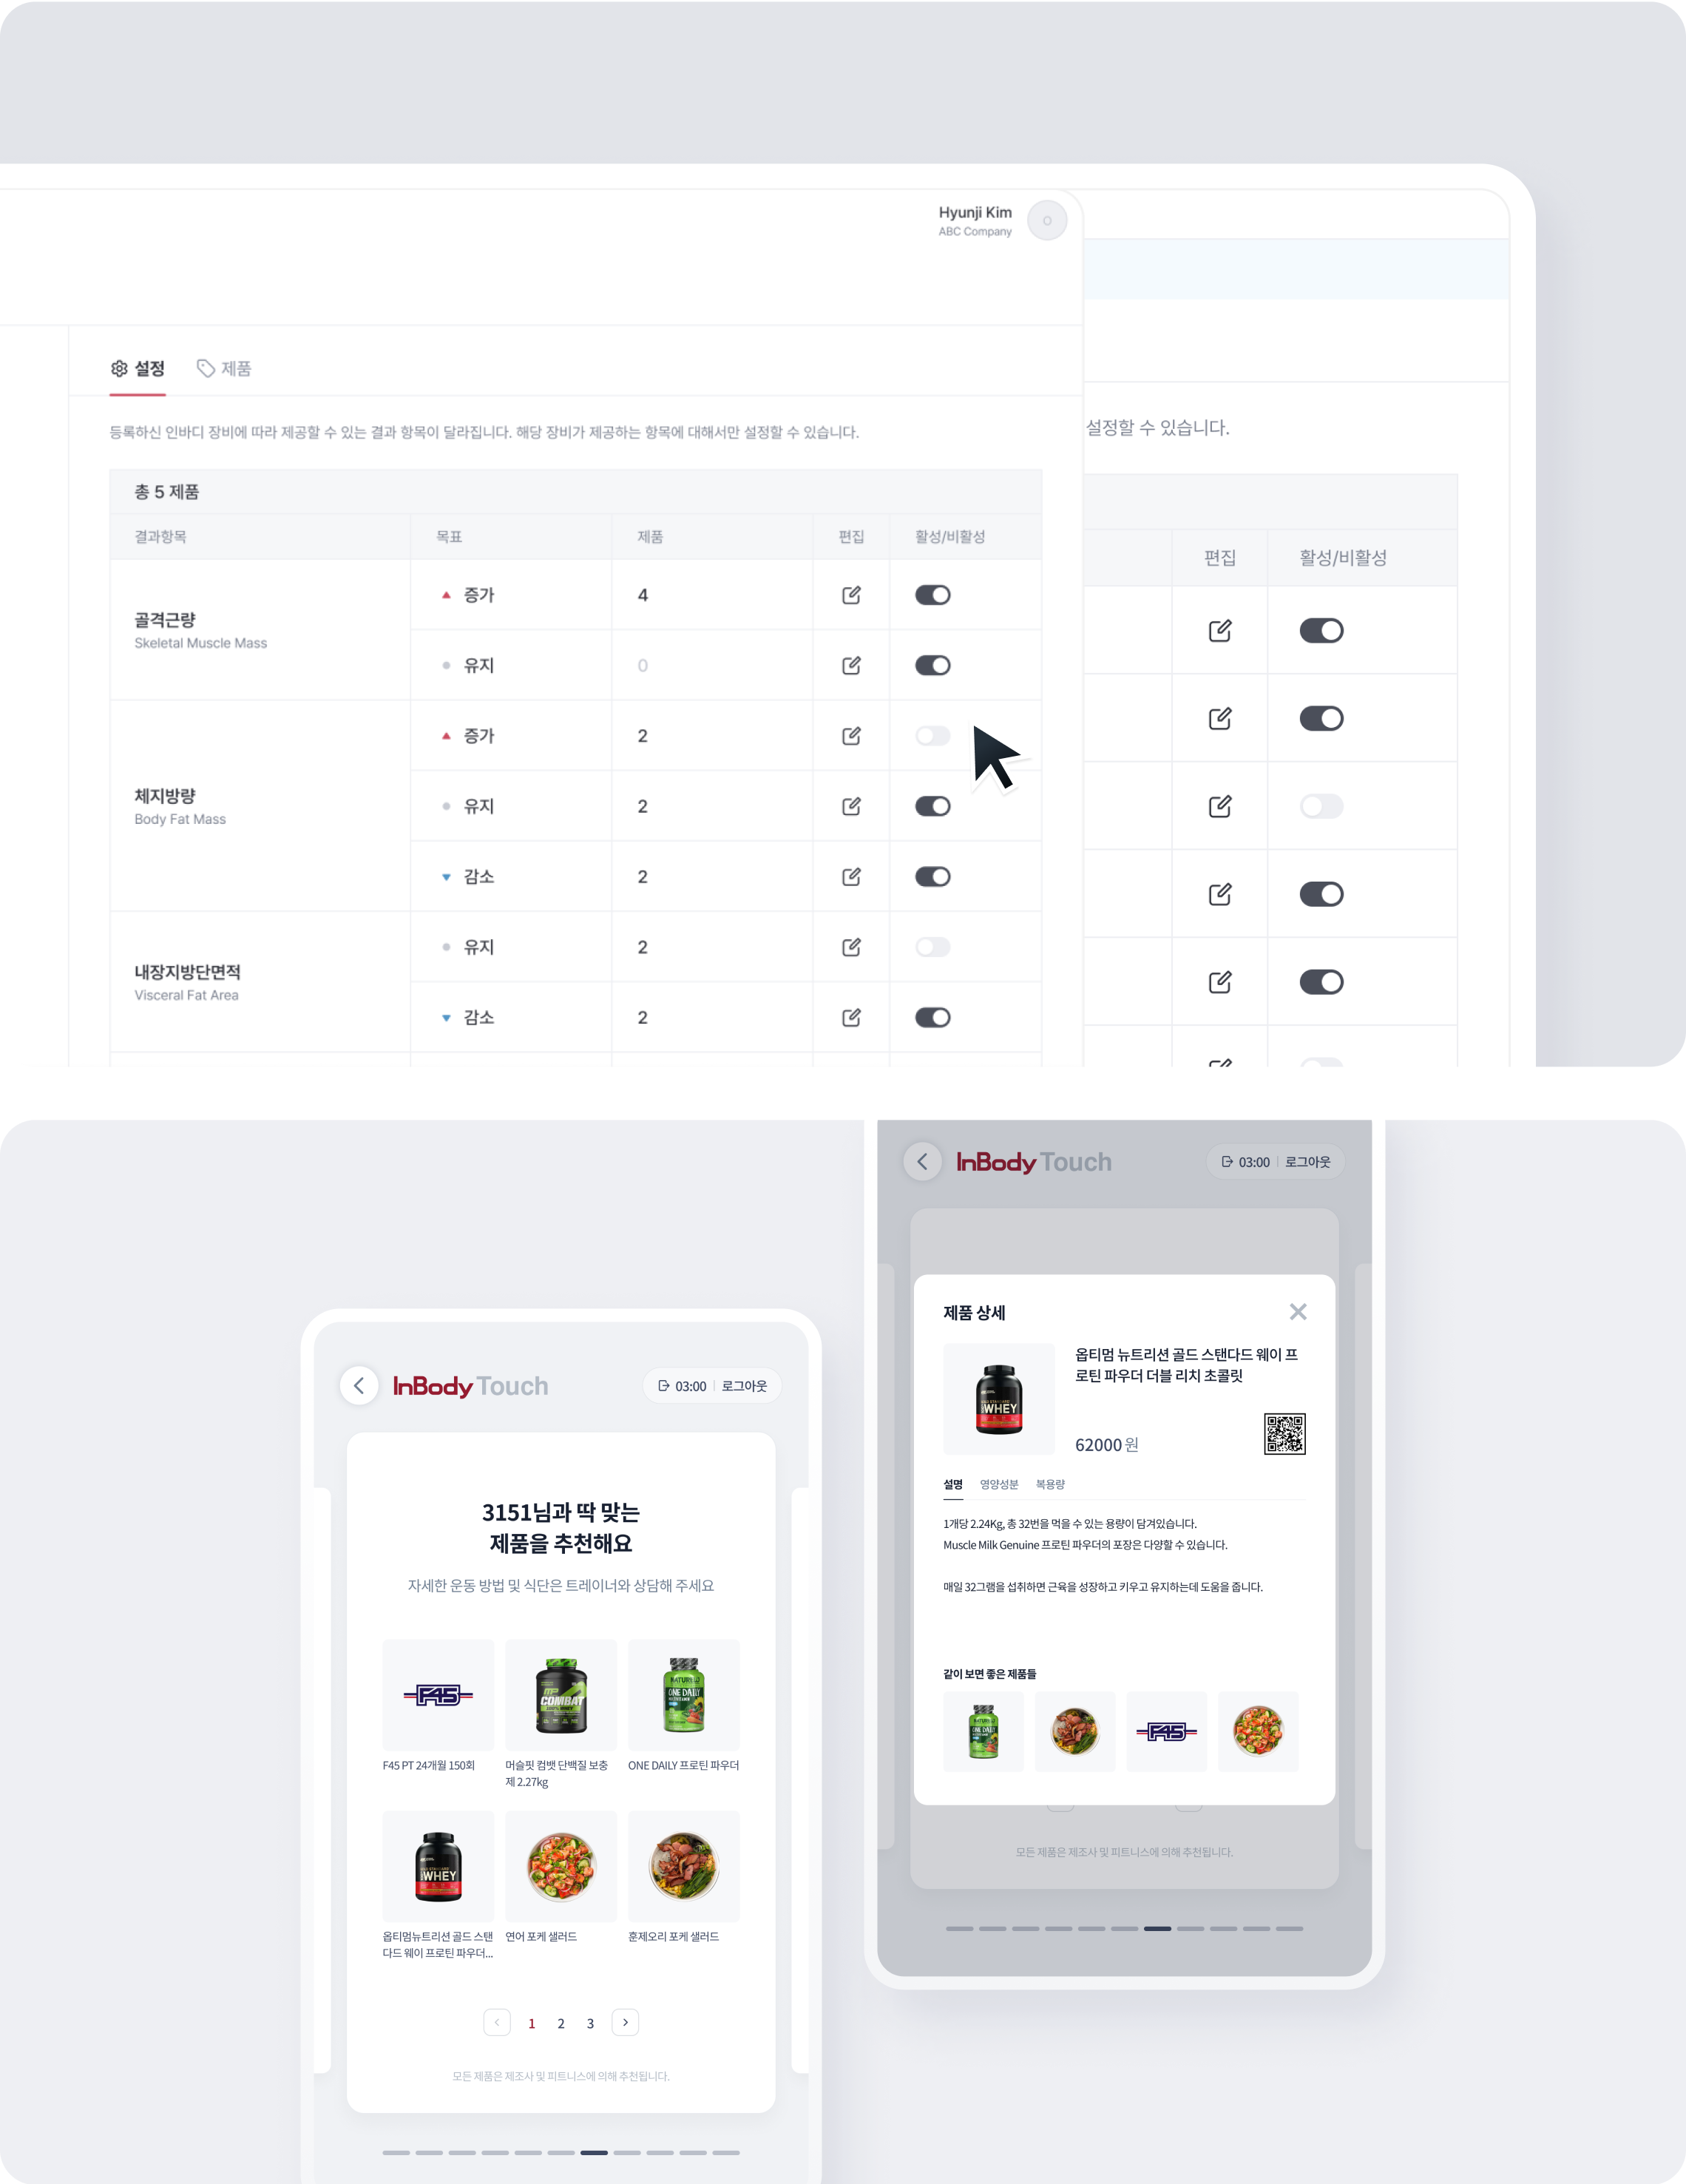 Hyunji Kim
ABC Company
설정
제품
등록하신 인바디 장비에 따라 제공할 수 있는 결과 항목이 달라집니다. 해당 장비가 제공하는 항목에 대해서만 설정할 수 있습니다.
총 5 제품
결과항목
목표
제품
편집
활성/비활성
골격근량
Skeletal Muscle Mass
증가
4
유지
0
체지방량
Body Fat Mass
증가
2
유지
2
감소
2
내장지방단면적
Visceral Fat Area
유지
2
감소
2
설정할 수 있습니다.
편집
활성/비활성
InBody Touch
03:00
로그아웃
제품 상세
옵티멈 뉴트리션 골드 스탠다드 웨이 프
로틴 파우더 더블 리치 초콜릿
WHEY
62000원
설명
영양성분
복용량
1개당 2.24Kg, 총 32번을 먹을 수 있는 용량이 담겨있습니다.
Muscle Milk Genuine 프로틴 파우더의 포장은 다양할 수 있습니다.
매일 32그램을 섭취하면 근육을 성장하고 키우고 유지하는데 도움을 줍니다.
같이 보면 좋은 제품들
ONE DAILY
F45
모든 제품은 제조사 및 피트니스에 의해 추천됩니다.
InBody Touch
03:00
로그아웃
3151님과 딱 맞는
제품을 추천해요
자세한 운동 방법 및 식단은 트레이너와 상담해 주세요
F45
MP
COMBAT
ONE DAILY
F45 PT 24개월 150회
머슬핏 컴뱃 단백질 보충
제 2.27kg
ONE DAILY 프로틴 파우더
WHEY
옵티멈뉴트리션 골드 스탠
다드 웨이 프로틴 파우더...
연어 포케 샐러드
훈제오리 포케 샐러드
1
2
3
모든 제품은 제조사 및 피트니스에 의해 추천됩니다.